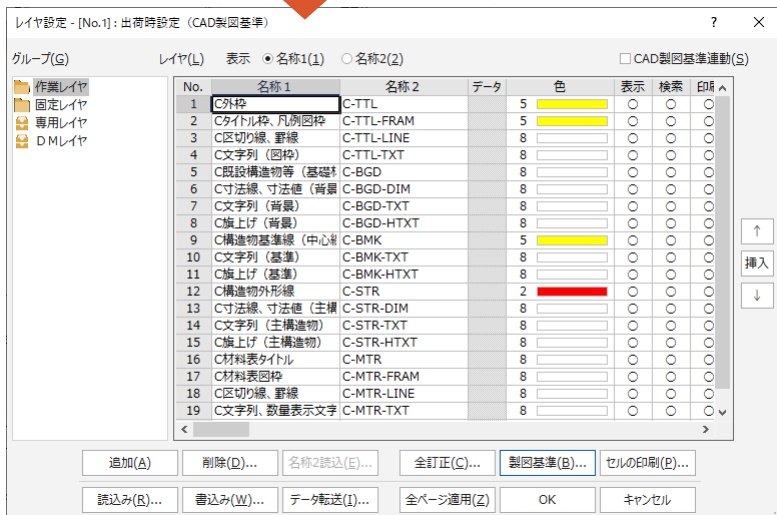 レイヤ設定 - [No.1] : 出荷時設定（CAD製図基準） ? ×
グループ(G) レイヤ(L) 表示 名称1(1) 名称2(2) CAD製図基準連動(S)
作業レイヤ
固定レイヤ
専用レイヤ
ＤＭレイヤ
No. 名称１ 名称２ データ 色 表示 検索
1 C外枠 C-TTL 5 ○ ○ ○
2 Cタイトル枠、凡例図枠 C-TTL-FRAM 5 ○ ○ ○
3 C区切り線、罫線 C-TTL-LINE 8 ○ ○ ○
4 C文字列（図枠） C-TTL-TXT 8 ○ ○ ○
5 C既設構造物等（基礎 C-BGD 8 ○ ○ ○
6 C寸法線、寸法値（背景 C-BGD-DIM 8 ○ ○ ○
7 C文字列（背景） C-BGD-TXT 8 ○ ○ ○
8 C旗上げ（背景） C-BGD-HTXT 8 ○ ○ ○
9 C構造物基準線（中心 C-BMK 5 ○ ○ ○
10 C文字列（基準） C-BMK-TXT 8 ○ ○ ○
11 C旗上げ（基準） C-BMK-HTXT 8 ○ ○ ○
12 C構造物外形線 C-STR 2 ○ ○ ○
13 C寸法線、寸法値（主構 C-STR-DIM 8 ○ ○ ○
14 C文字列（主構造物） C-STR-TXT 8 ○ ○ ○
15 C旗上げ（主構造物） C-STR-HTXT 8 ○ ○ ○
16 C材料表タイトル C-MTR 8 ○ ○ ○
17 C材料表図枠 C-MTR-FRAM 8 ○ ○ ○
18 C区切り線、罫線 C-MTR-LINE 8 ○ ○ ○
19 C文字列、数量表示文字 C-MTR-TXT 8 ○ ○ ○
↑
挿入
↓
追加(A) 削除(D)... 名称2読込(E)... 全訂正(C)... 製図基準(B)... セルの印刷(P)...
読込み(R)... 書込み(W)... データ転送(I)... 全ページ適用(Z) OK キャンセル